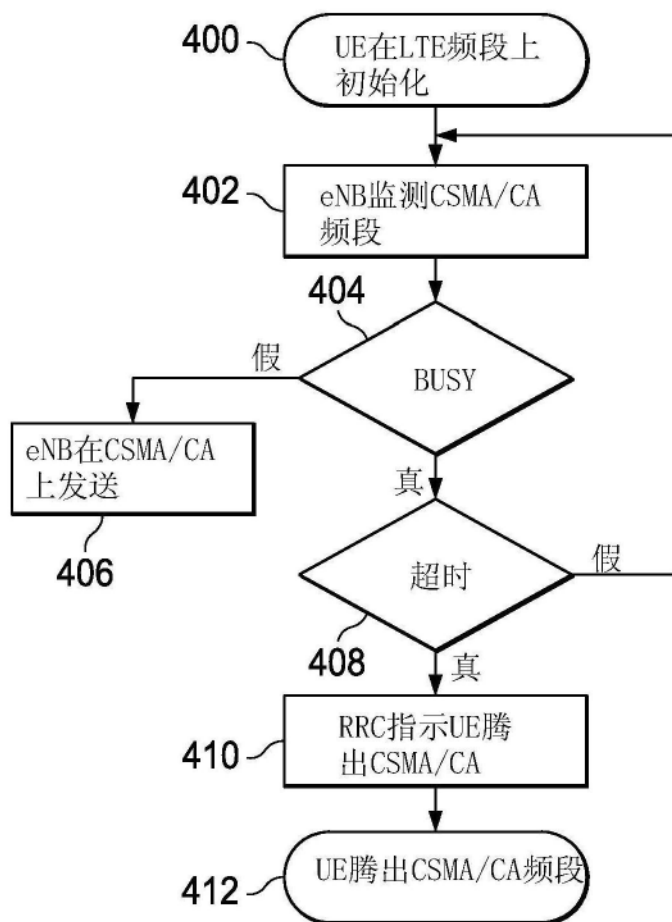 400
UE在LTE频段上
初始化
402
eNB监测CSMA/CA
频段
404
假
BUSY
eNB在CSMA/CA
上发送
406
真
超时
假
408
真
410
RRC指示UE腾
出CSMA/CA
412
UE腾出CSMA/CA频段